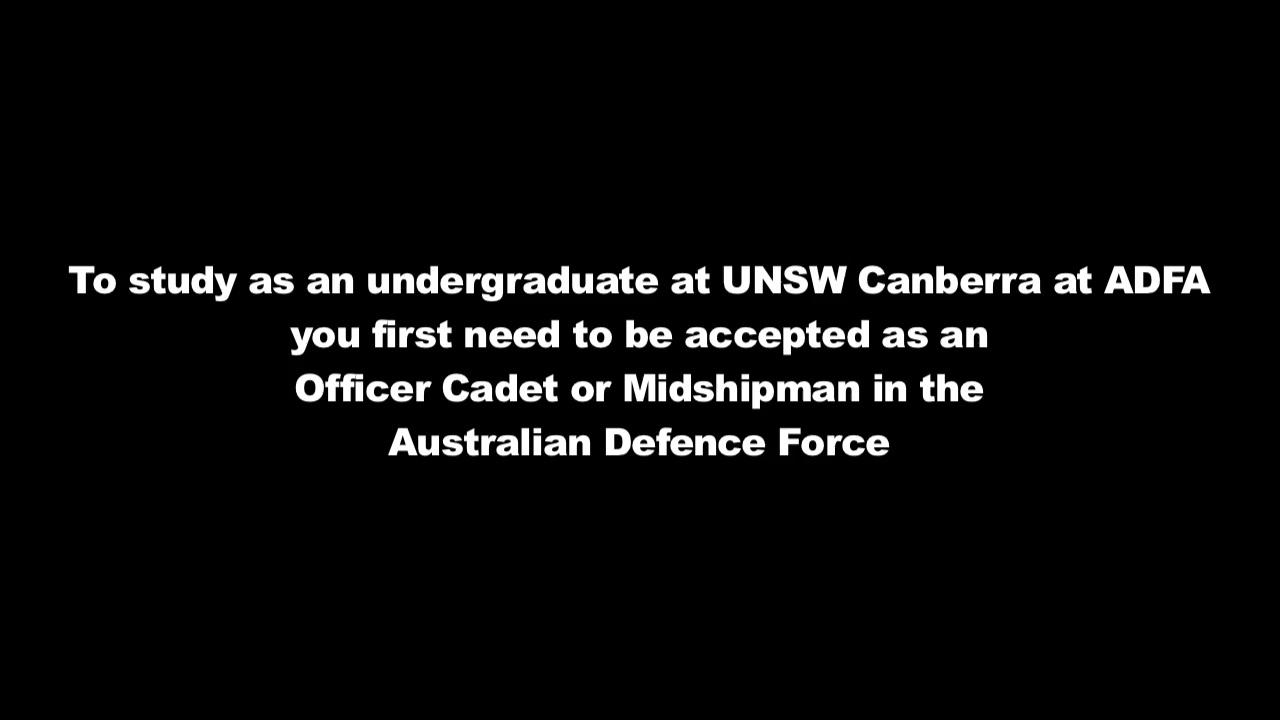 To study as an undergraduate at UNSW Canberra at ADFA
you first need to be accepted as an
Officer Cadet or Midshipman in the
Australian Defence Force